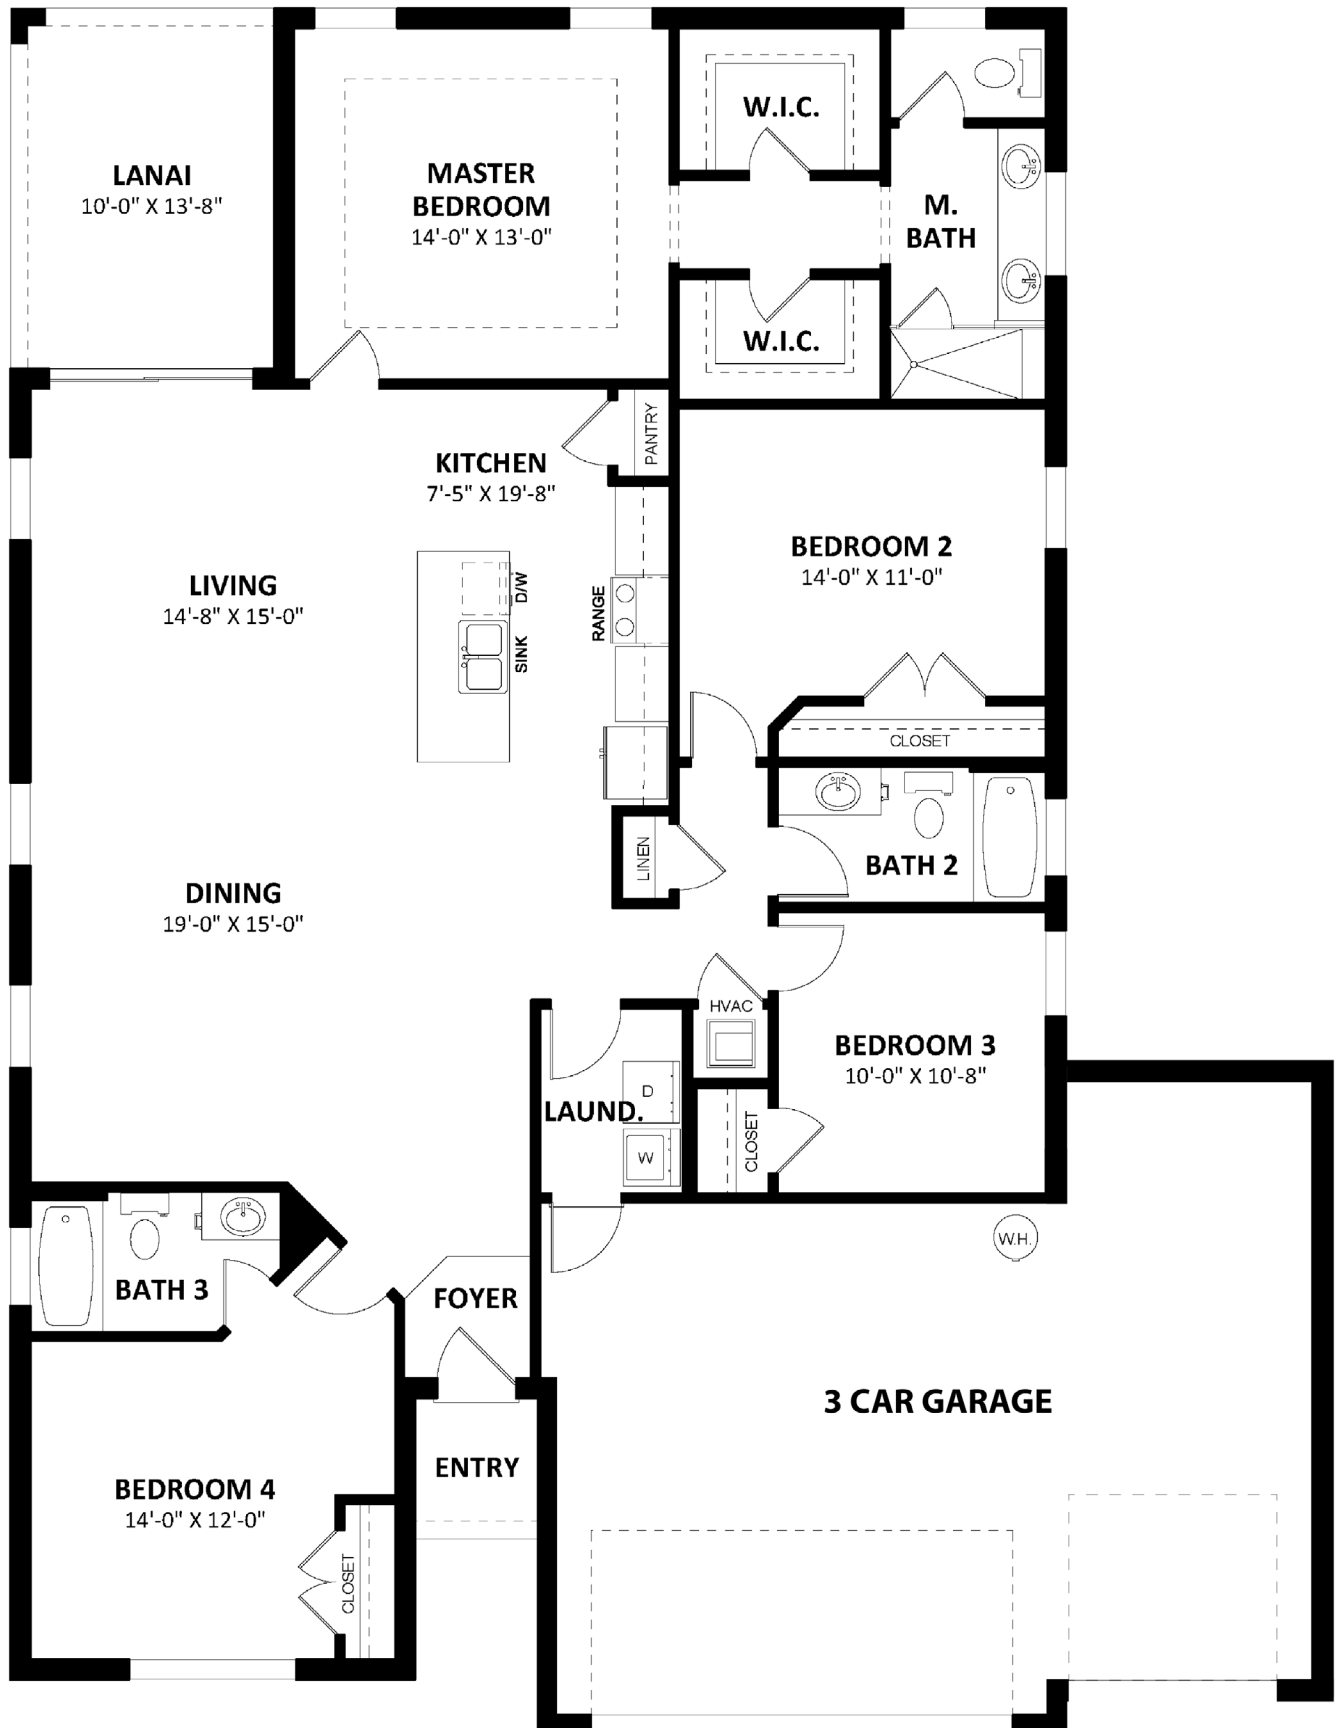 LANAI
10'-0" X 13'-8"
MASTER
BEDROOM
14'-0" X 13'-0"
W.I.C.
M.
BATH
W.I.C.
PANTRY
KITCHEN
7'-5" X 19'-8"
BEDROOM 2
14'-0" X 11'-0"
LIVING
14'-8" X 15'-0"
D/W
RANGE
SINK
CLOSET
LINEN
BATH 2
DINING
19'-0" X 15'-0"
HVAC
BEDROOM 3
10'-0" X 10'-8"
D
LAUND.
W
CLOSET
W.H.
BATH 3
FOYER
3 CAR GARAGE
ENTRY
BEDROOM 4
14'-0" X 12'-0"
CLOSET